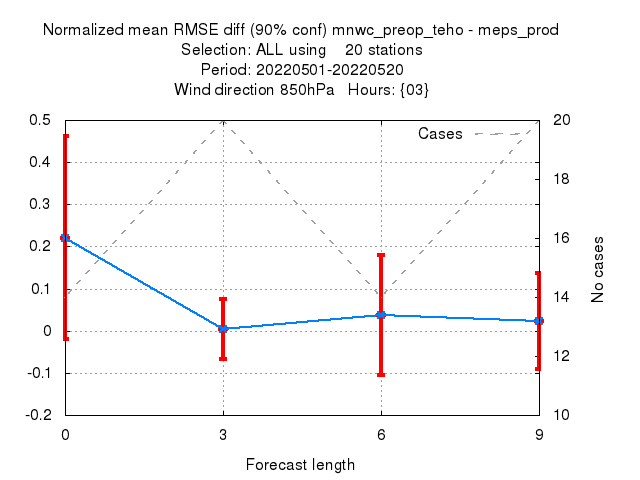 Normalized mean RMSE diff (90% conf) mnwc_preop_teho - meps_prod
Selection: ALL using    20 stations
Period: 20220501-20220520
Wind direction 850hPa   Hours: {03}
0.5
0.4
0.3
0.2
0.1
0
-0.1
-0.2
Cases
20
18
16
14
12
10
No cases
0 3 6 9
Forecast length